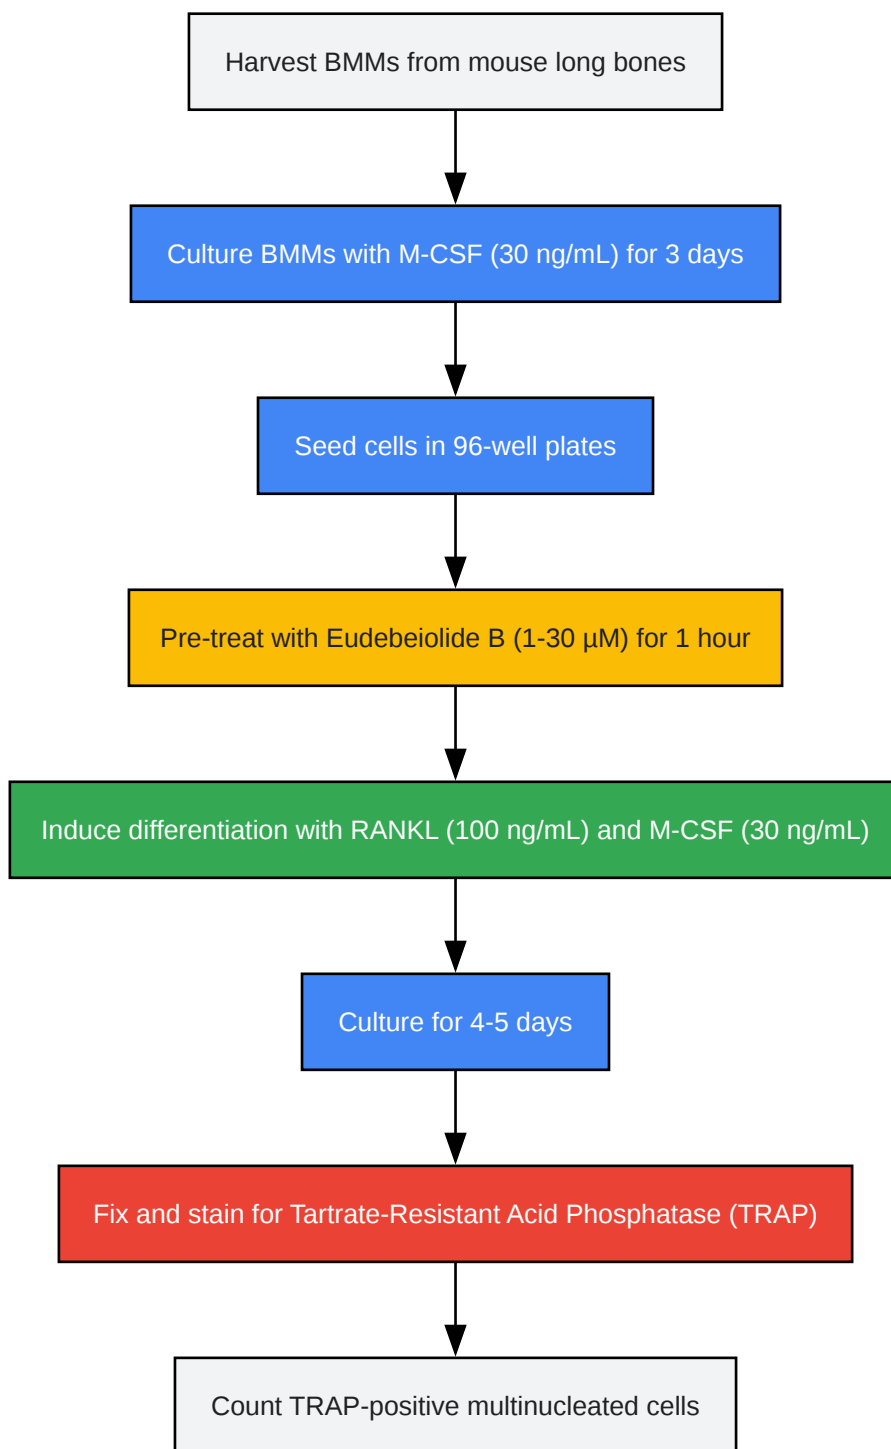 Harvest BMMs from mouse long bones
Culture BMMs with M-CSF (30 ng/mL) for 3 days
Seed cells in 96-well plates
Pre-treat with Eudebeiolide B (1-30 µM) for 1 hour
Induce differentiation with RANKL (100 ng/mL) and M-CSF (30 ng/mL)
Culture for 4-5 days
Fix and stain for Tartrate-Resistant Acid Phosphatase (TRAP)
Count TRAP-positive multinucleated cells